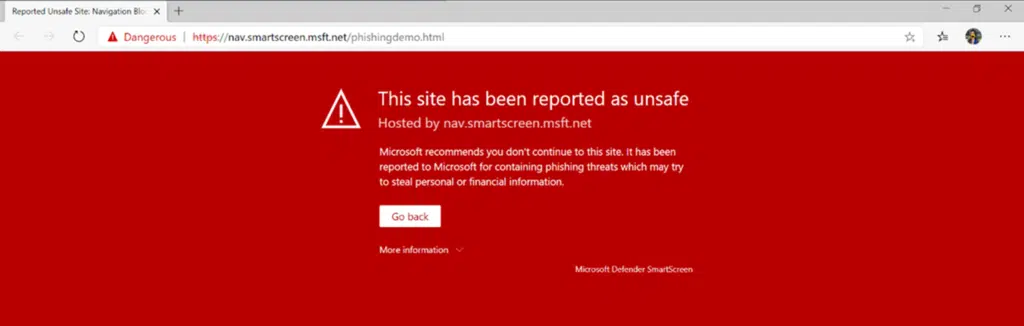 Reported Unsafe Site: Navigation Blo
Dangerous | https://nav.smartscreen.msft.net/phishingdemo.html
This site has been reported as unsafe
Hosted by nav.smartscreen.msft.net
Microsoft recommends you don't continue to this site. It has been
reported to Microsoft for containing phishing threats which may try
to steal personal or financial information.
Go back
More information
Microsoft Defender SmartScreen